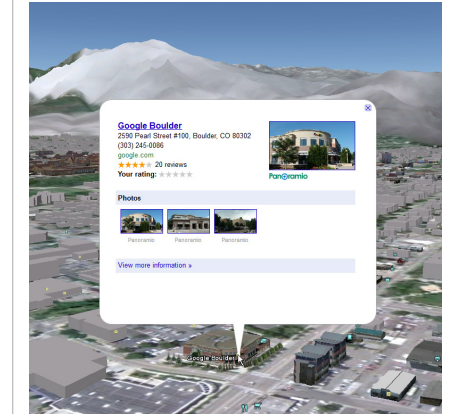 Google Boulder
2590 Pearl Street #100, Boulder, CO 80302
(303) 245-0086
google.com
20 reviews
Your rating:
Panoramio
Photos
Panoramio Panoramio Panoramio
View more information »
Google Boulder